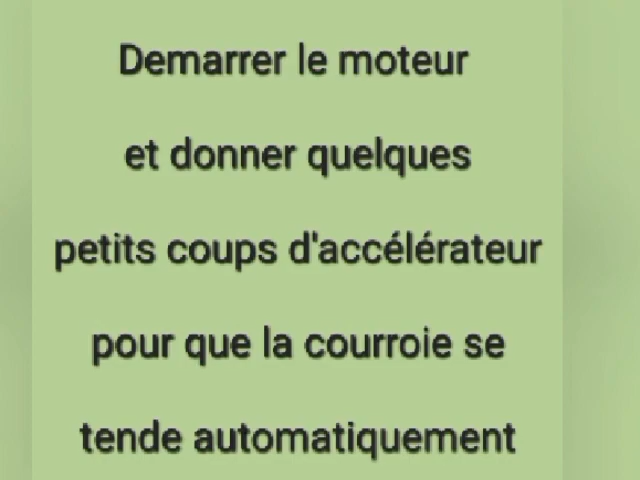 Demarrer le moteur
et donner quelques
petits coups d'accélérateur
pour que la courroie se
tende automatiquement